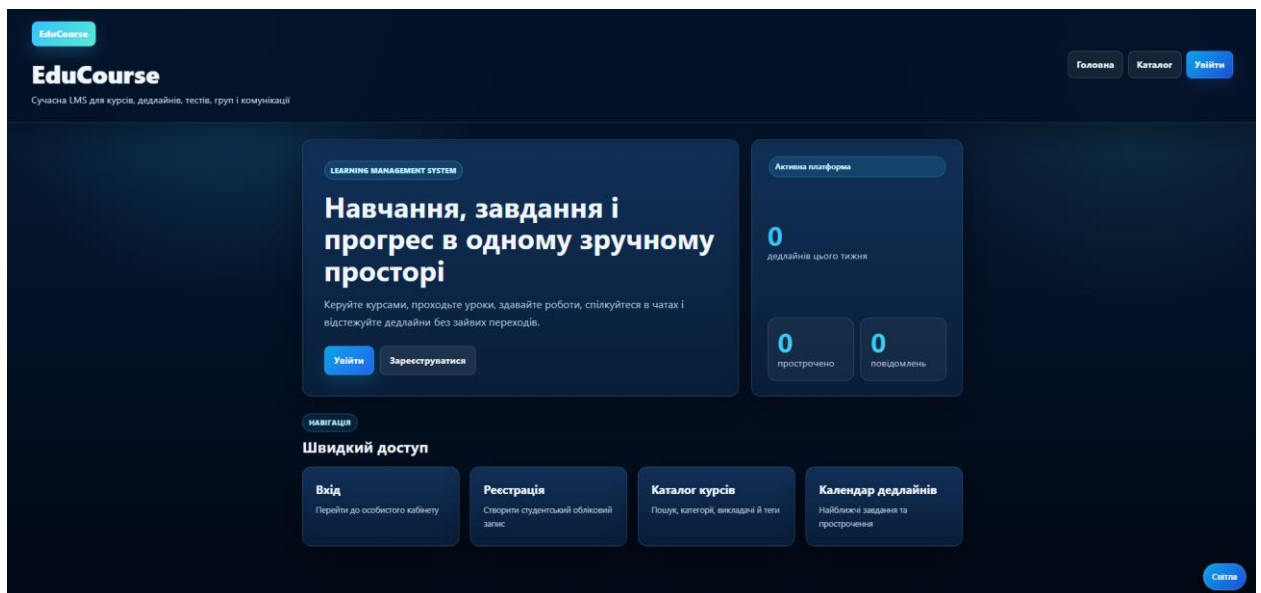 EduCourse
EduCourse
Сучасна LMS для курсів, дедлайнів, тестів, груп і комунікації
Головна
Каталог
Увійти
LEARNING MANAGEMENT SYSTEM
Навчання, завдання і
прогрес в одному зручному
просторі
Керуйте курсами, проходьте уроки, здавайте роботи, спілкуйтеся в чатах і
відстежуйте дедлайни без зайвих переходів.
Увійти
Зареєструватися
Активна платформа
0
дедлайнів цього тижня
0
прострочено
0
повідомлень
НАВІГАЦІЯ
Швидкий доступ
Вхід
Перейти до особистого кабінету
Реєстрація
Створити студентський обліковий
запис
Каталог курсів
Пошук, категорії, викладачі й теги
Календар дедлайнів
Найближчі завдання та
прострочення
Світла